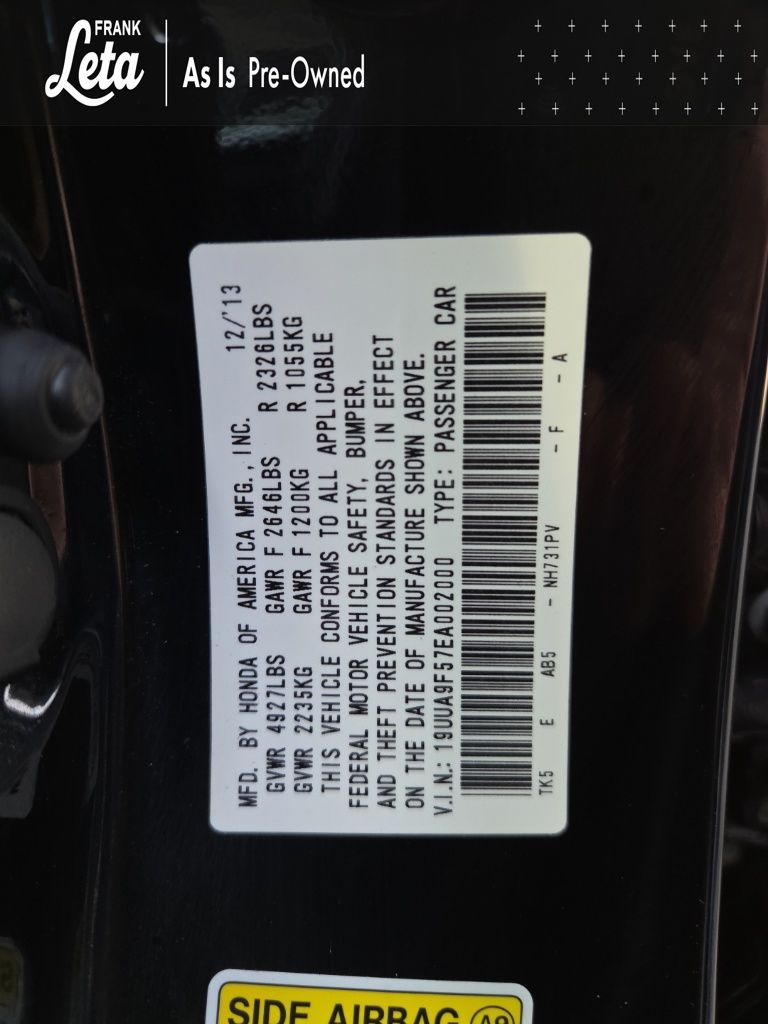 FRANK
Leta
As Is Pre-Owned
MFD. BY HONDA OF AMERICA MFG., INC. 12/'13
GVWR 4927LBS GAWR F 2646LBS R 2326LBS
GVWR 2235KG GAWR F 1200KG R 1055KG
THIS VEHICLE CONFORMS TO ALL APPLICABLE
FEDERAL MOTOR VEHICLE SAFETY, BUMPER,
AND THEFT PREVENTION STANDARDS IN EFFECT
ON THE DATE OF MANUFACTURE SHOWN ABOVE.
V.I.N.: 19UUA9F57EA002000 TYPE: PASSENGER CAR
TK5 E AB5 - NH731PV - F - A
SIDE AIRBAG A9